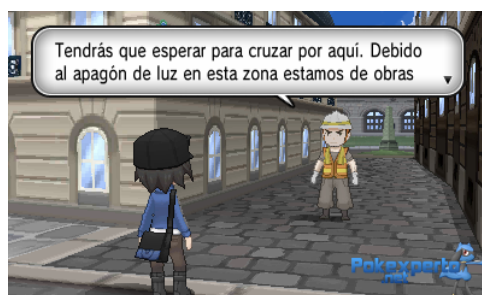 Tendrás que esperar para cruzar por aquí. Debido
al apagón de luz en esta zona estamos de obras
Pokexperto
.net